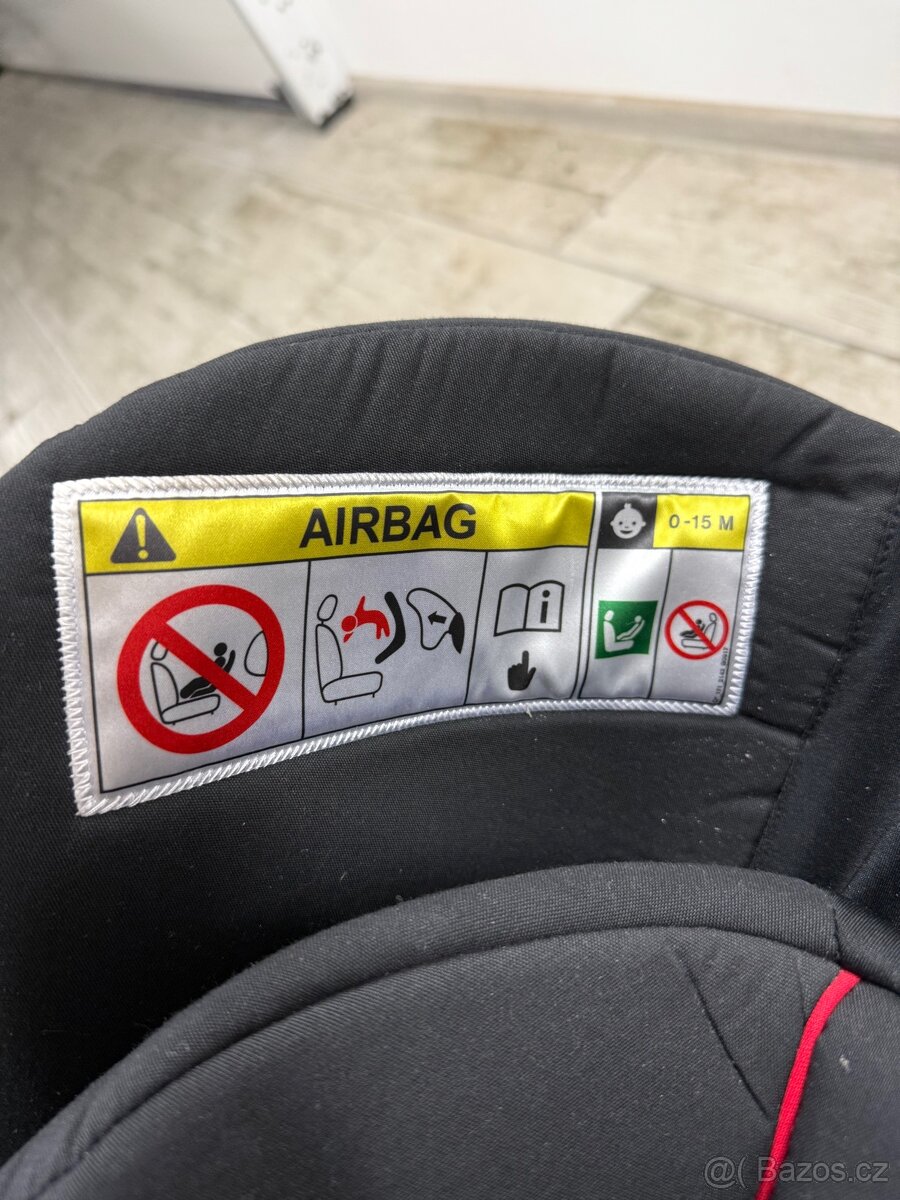 AIRBAG
0-15 M
i
@( Bazos.cz